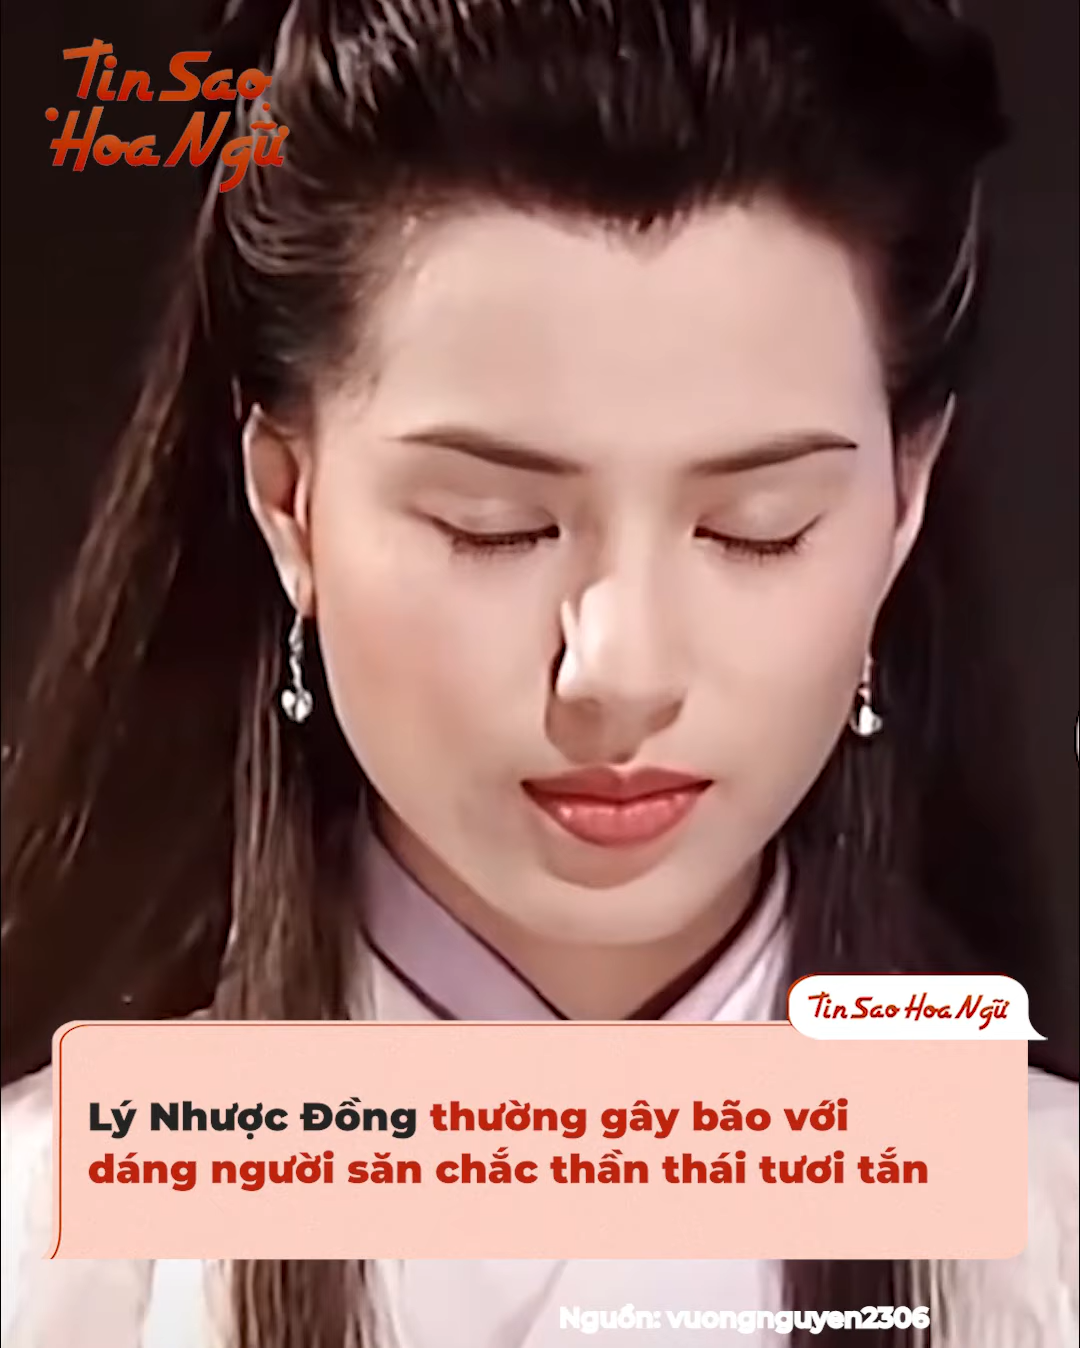 Tin Sao
Hoa Ngữ
Tin Sao Hoa Ngữ
Lý Nhược Đồng thường gây bão với
dáng người săn chắc thần thái tươi tắn
Nguồn: vuongnguyen2306